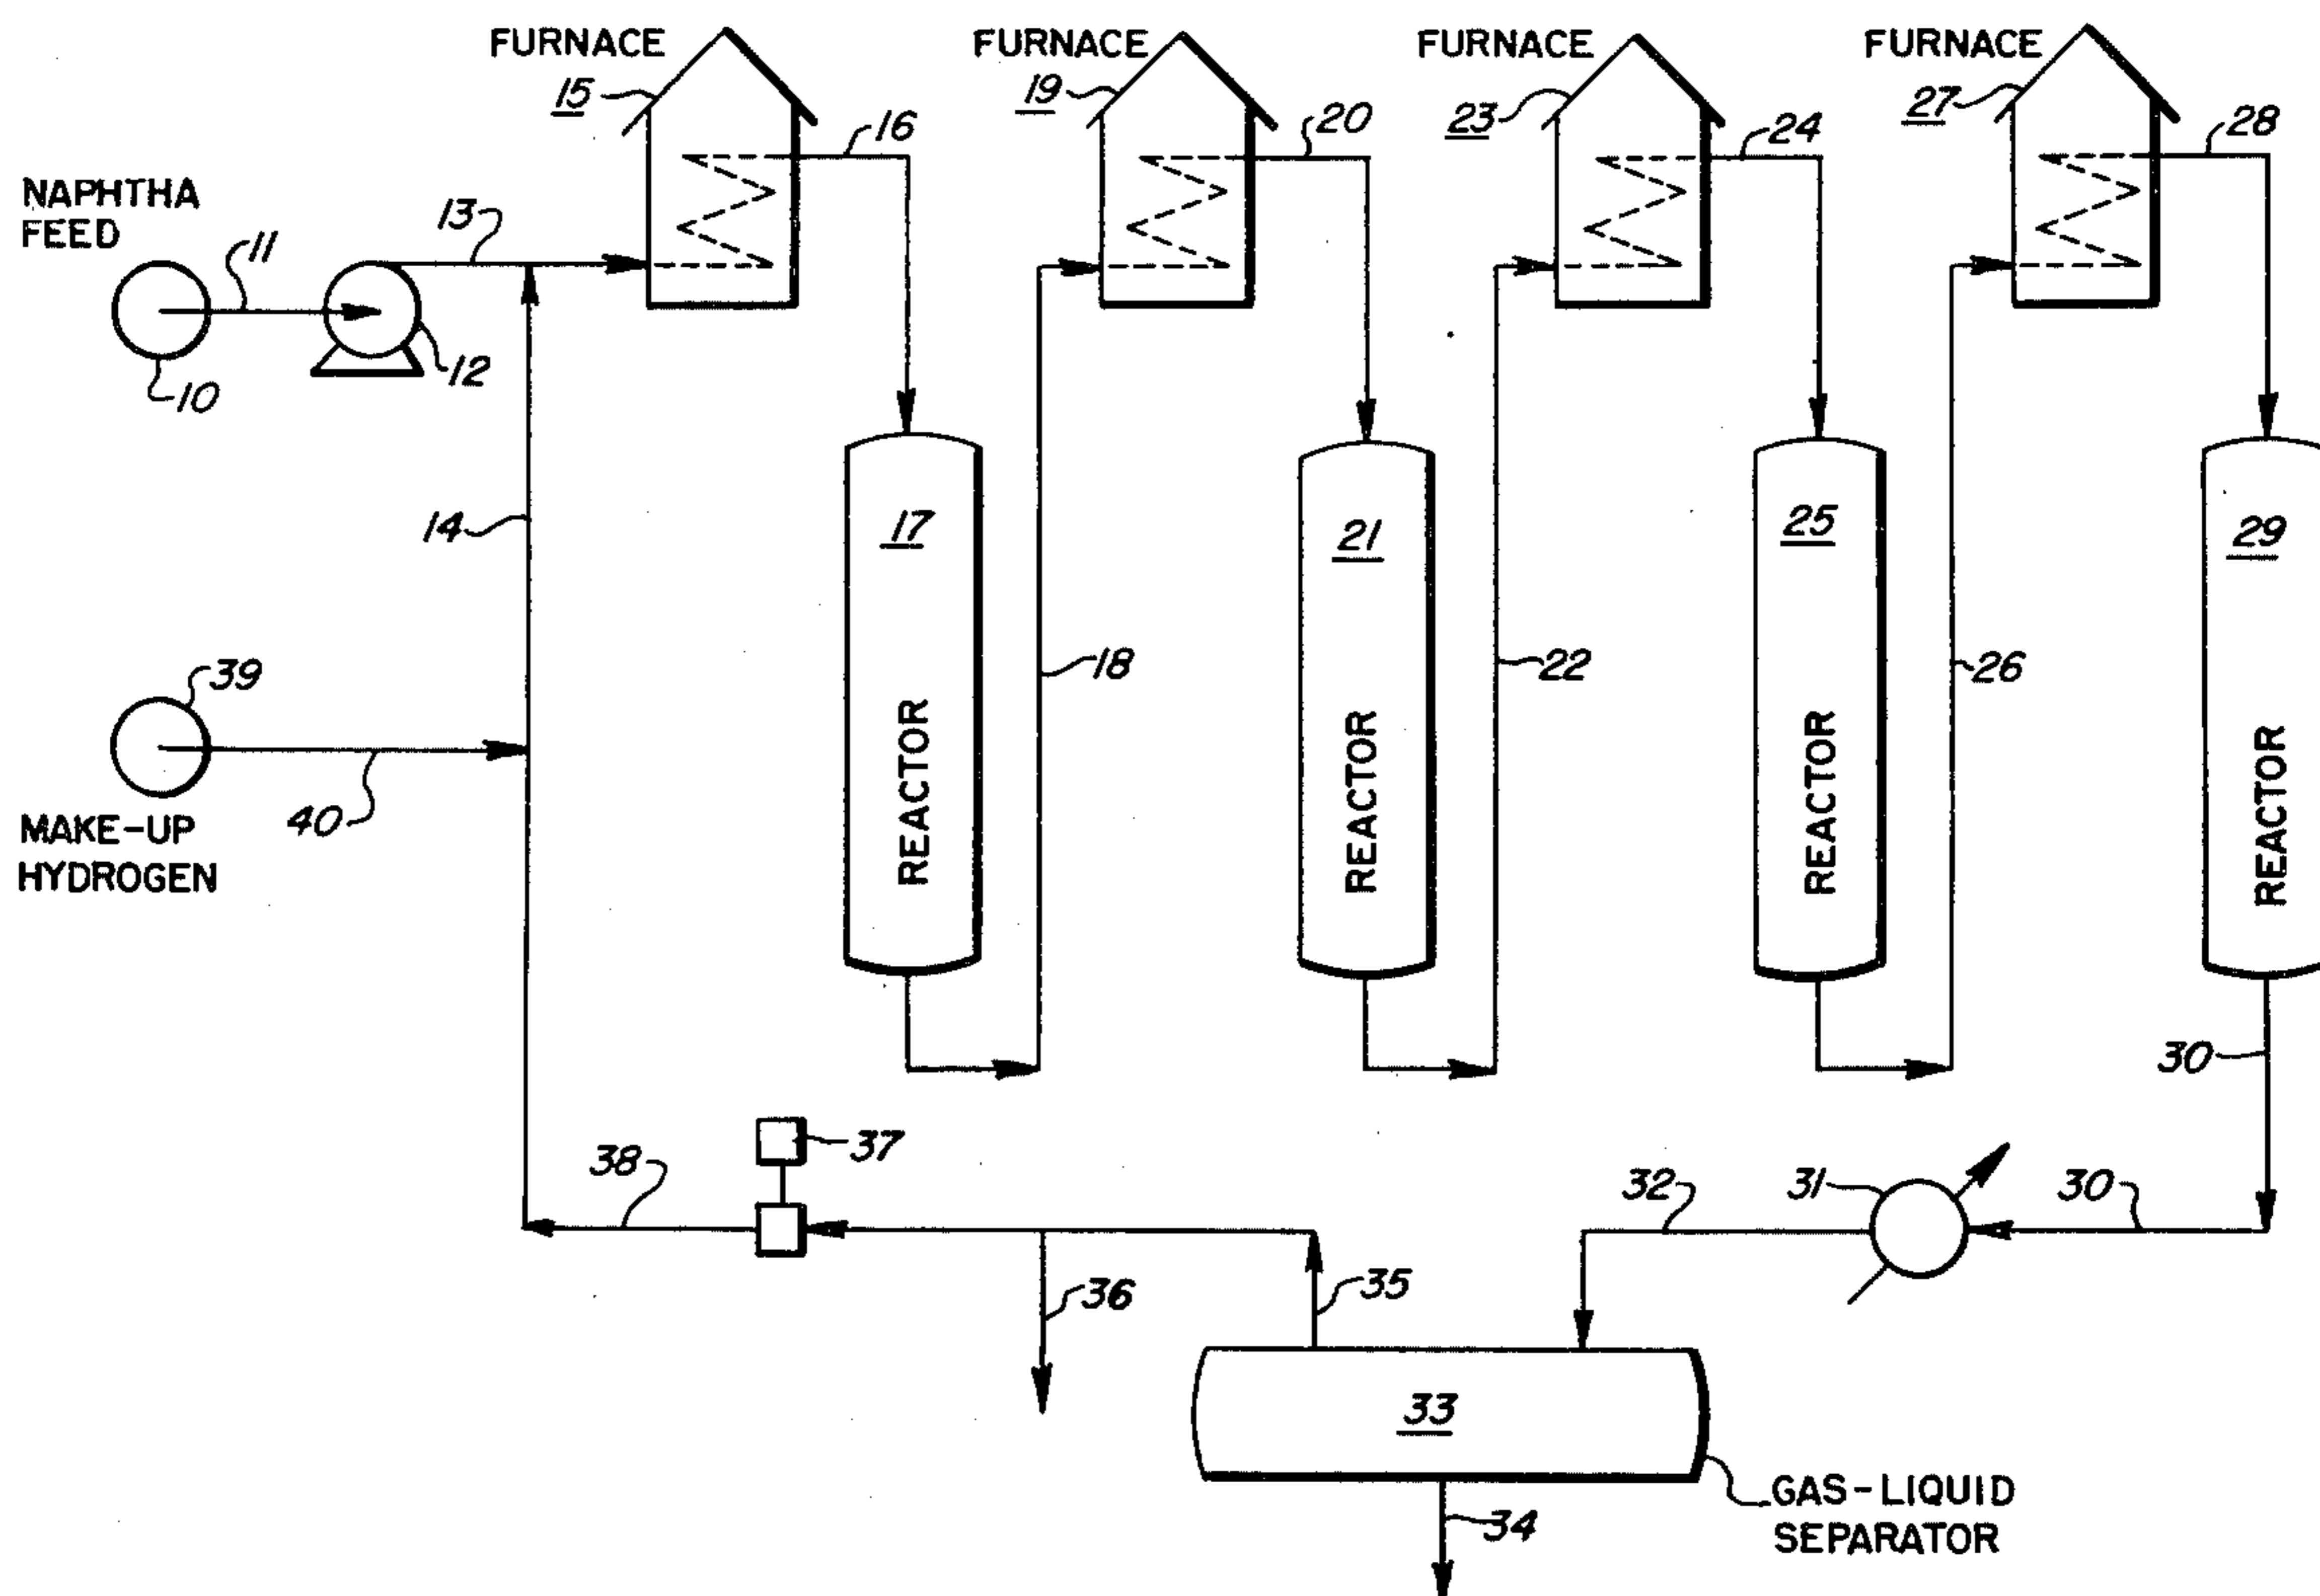 FURNACE
15
FURNACE
19
FURNACE
23
FURNACE
27
16
20
24
28
NAPHTHA
FEED
11
13
12
10
14
17
REACTOR
18
21
REACTOR
22
25
REACTOR
26
29
REACTOR
39
40
MAKE-UP
HYDROGEN
30
37
38
36
35
32
31
30
33
34
GAS-LIQUID
SEPARATOR